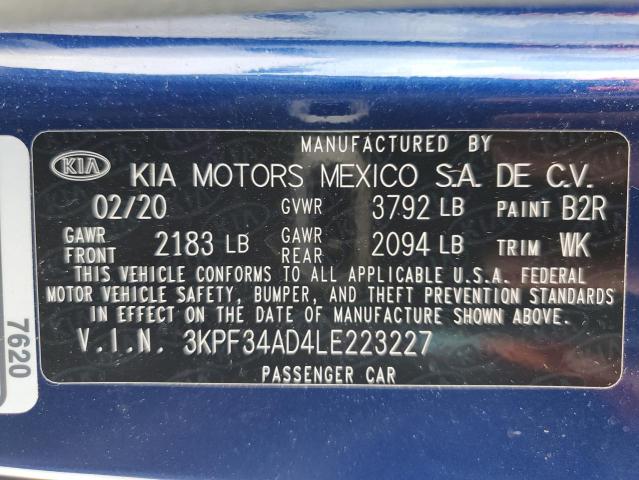 MANUFACTURED BY
KIA KIA MOTORS MEXICO S.A. DE C.V.
02/20 GVWR 3792 LB PAINT B2R
GAWR FRONT 2183 LB GAWR REAR 2094 LB TRIM WK
THIS VEHICLE CONFORMS TO ALL APPLICABLE U.S.A. FEDERAL
MOTOR VEHICLE SAFETY, BUMPER, AND THEFT PREVENTION STANDARDS
IN EFFECT ON THE DATE OF MANUFACTURE SHOWN ABOVE.
V.I.N. 3KPF34AD4LE223227
PASSENGER CAR
7620